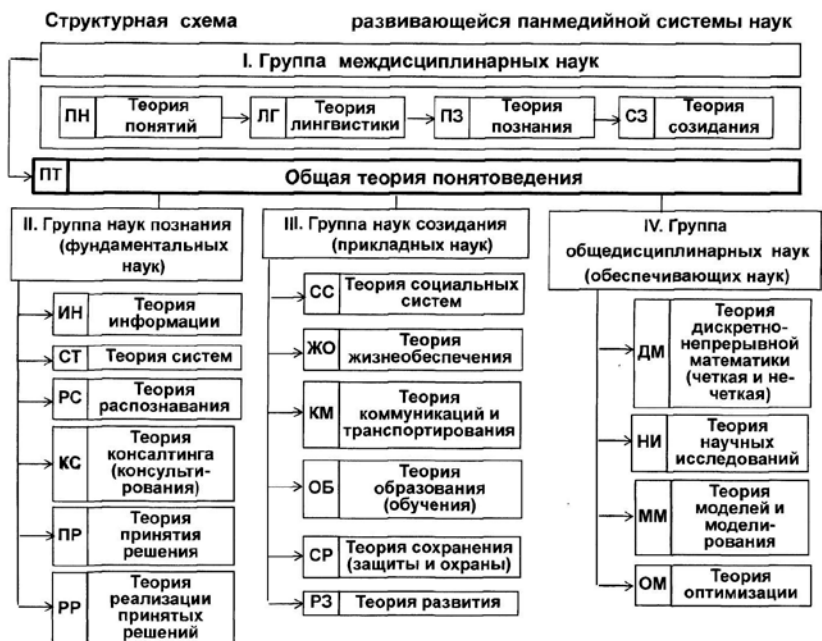 Структурная схема развивающейся панмедийной системы наук
I. Группа междисциплинарных наук
ПН
Теория
понятий
ЛГ
Теория
лингвистики
ПЗ
Теория
познания
СЗ
Теория
созидания
ПТ
Общая теория понятоведения
II. Группа наук познания
(фундаментальных
наук)
ИН
Теория
информации
СТ
Теория систем
РС
Теория
распознавания
КС
Теория
консалтинга
(консульти-
рования)
ПР
Теория
принятия
решения
РР
Теория
реализации
принятых
решений
III. Группа наук созидания
(прикладных наук)
СС
Теория социальных
систем
ЖО
Теория
жизнеобеспечения
КМ
Теория
коммуникаций и
транспортирования
ОБ
Теория
образования
(обучения)
СР
Теория сохранения
(защиты и охраны)
РЗ
Теория развития
IV. Группа
общедисциплинарных наук
(обеспечивающих наук)
ДМ
Теория
дискретно-
непрерывной
математики
(четкая и не-
четкая)
НИ
Теория
научных
исследований
ММ
Теория
моделей и
модели-
рования
ОМ
Теория
оптимизации